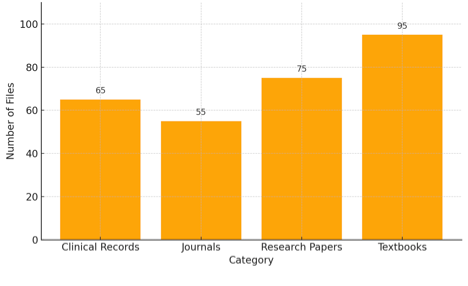 100
80
60
40
20
0
Number of Files
65
55
75
95
Clinical Records
Journals
Research Papers
Textbooks
Category